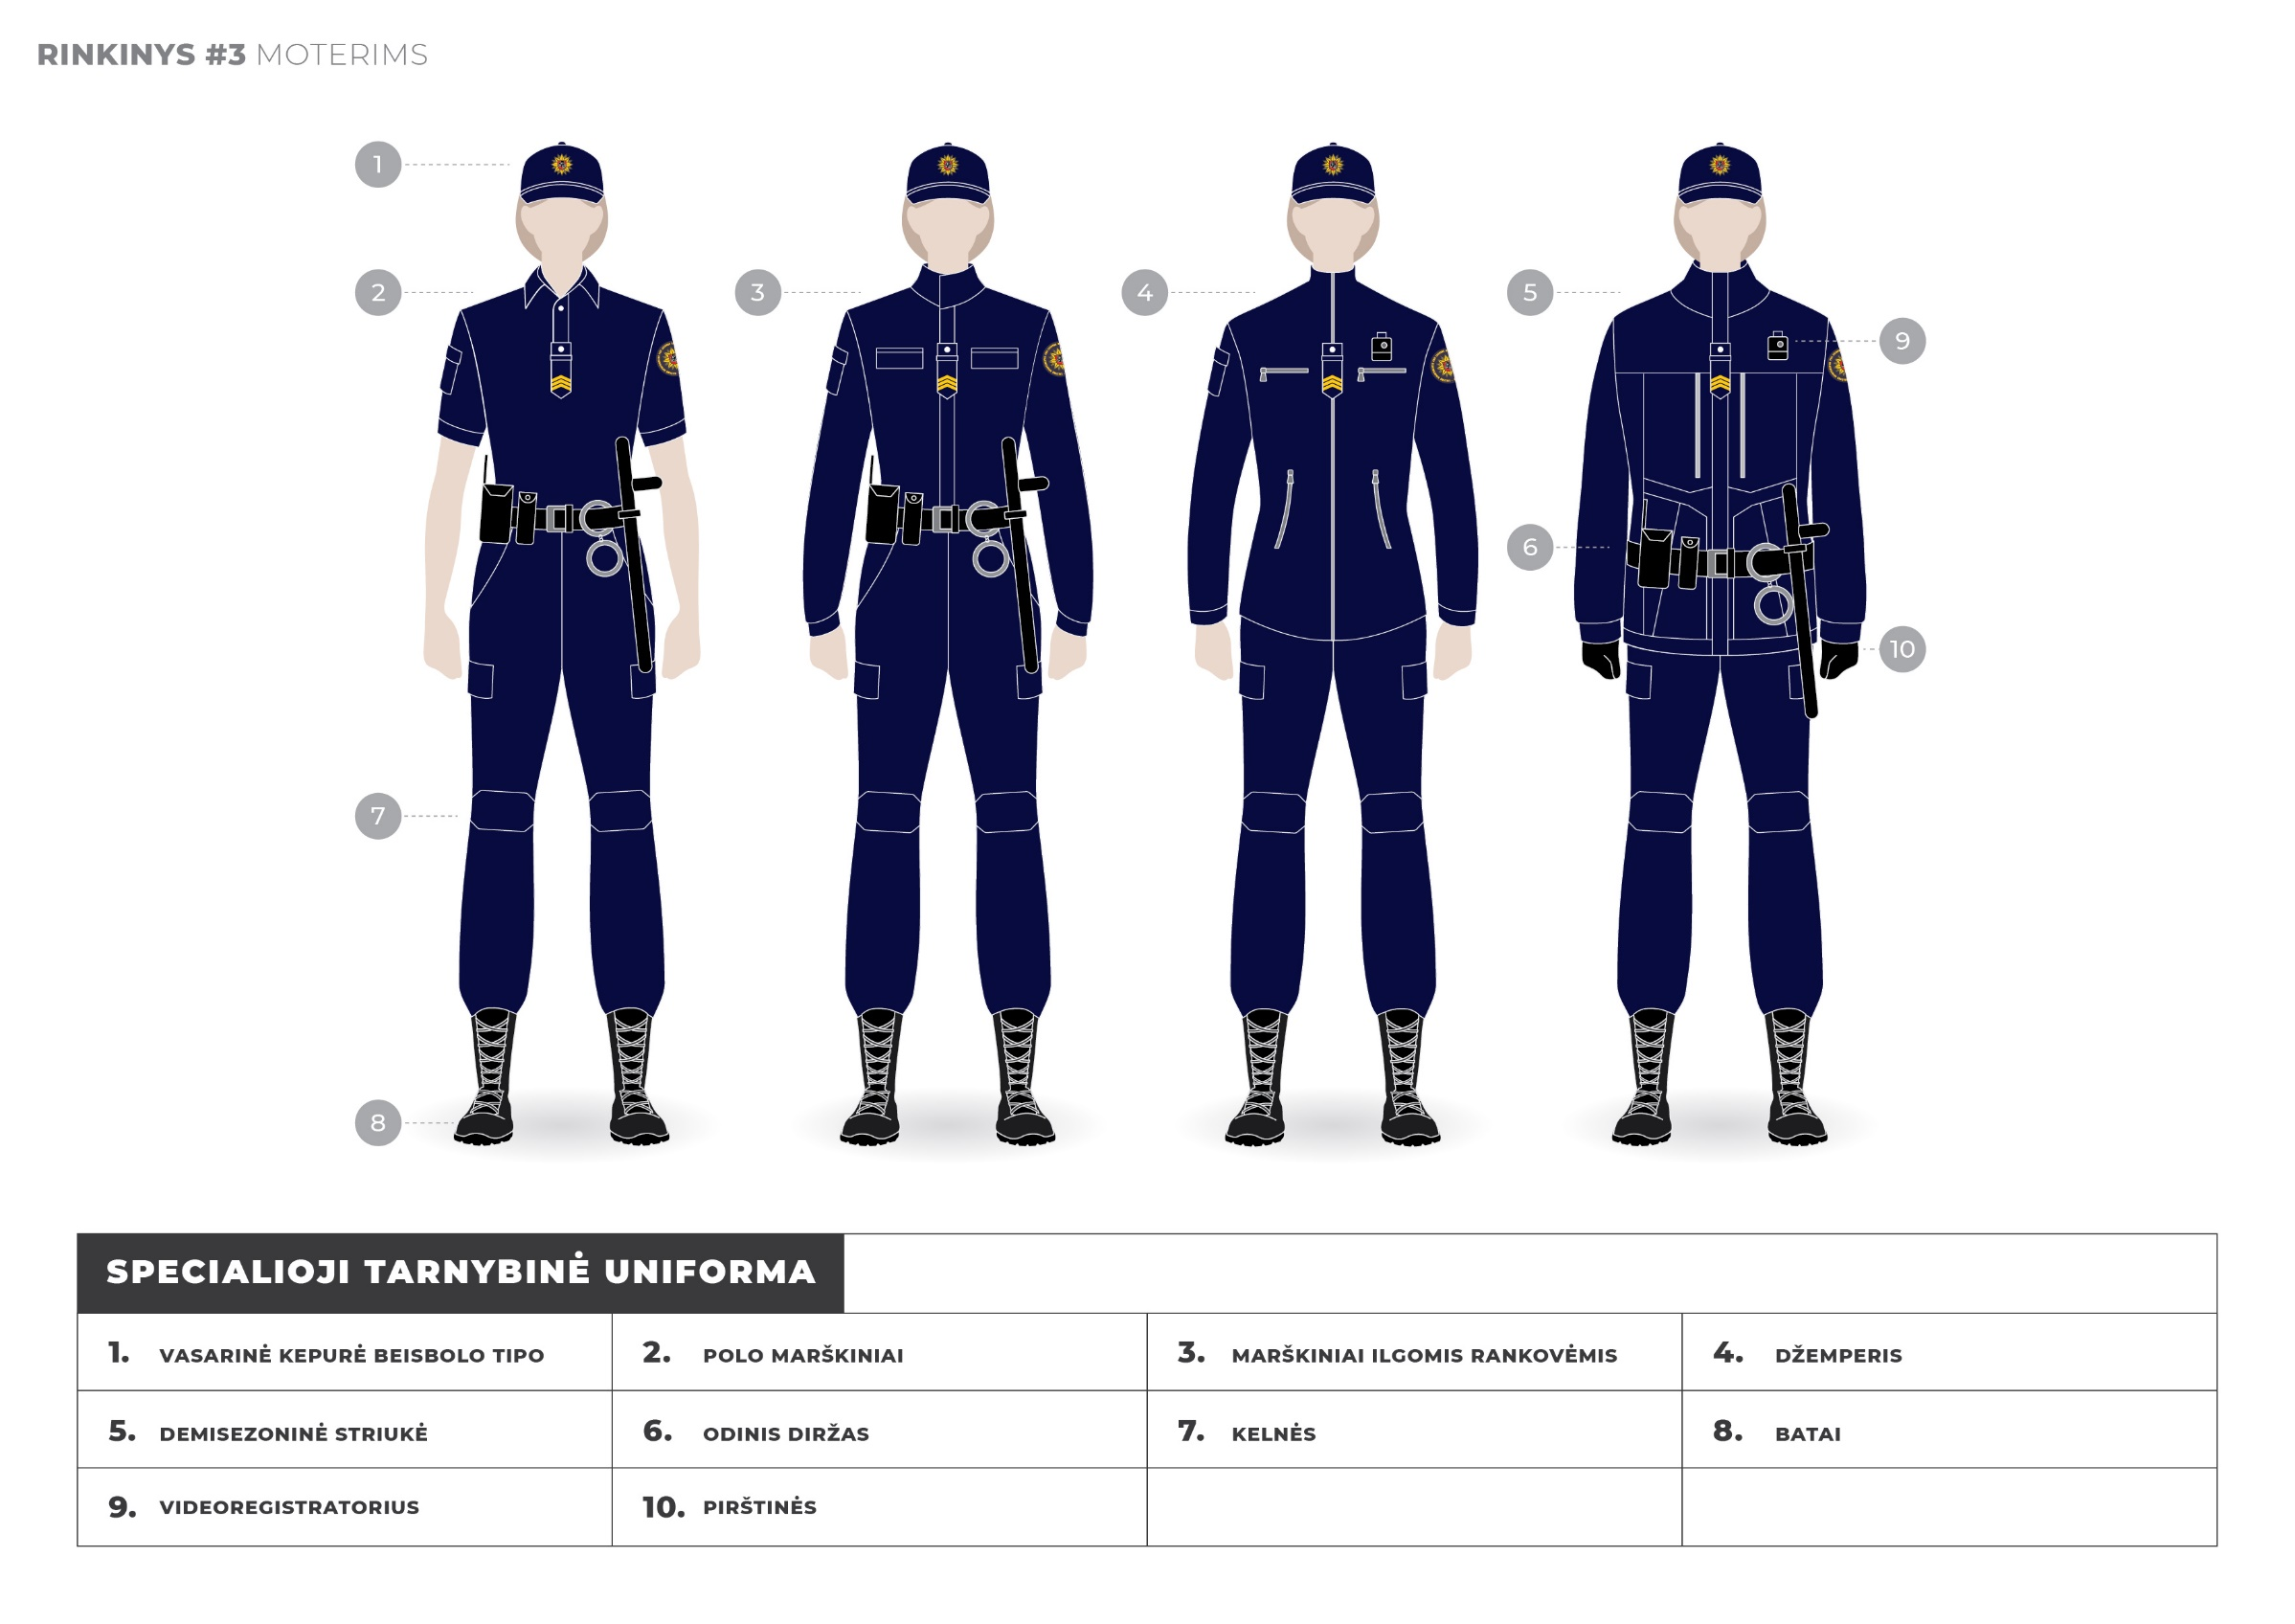 RINKINYS #3 MOTERIMS
1
2
3
4
5
9
6
10
7
8
SPECIALIOJI TARNYBINĖ UNIFORMA
1. VASARINĖ KEPURĖ BEISBOLO TIPO
2. POLO MARŠKINIAI
3. MARŠKINIAI ILGOMIS RANKOVĖMIS
4. DŽEMPERIS
5. DEMISEZONINĖ STRIUKĖ
6. ODINIS DIRŽAS
7. KELNĖS
8. BATAI
9. VIDEOREGISTRATORIUS
10. PIRŠTINĖS